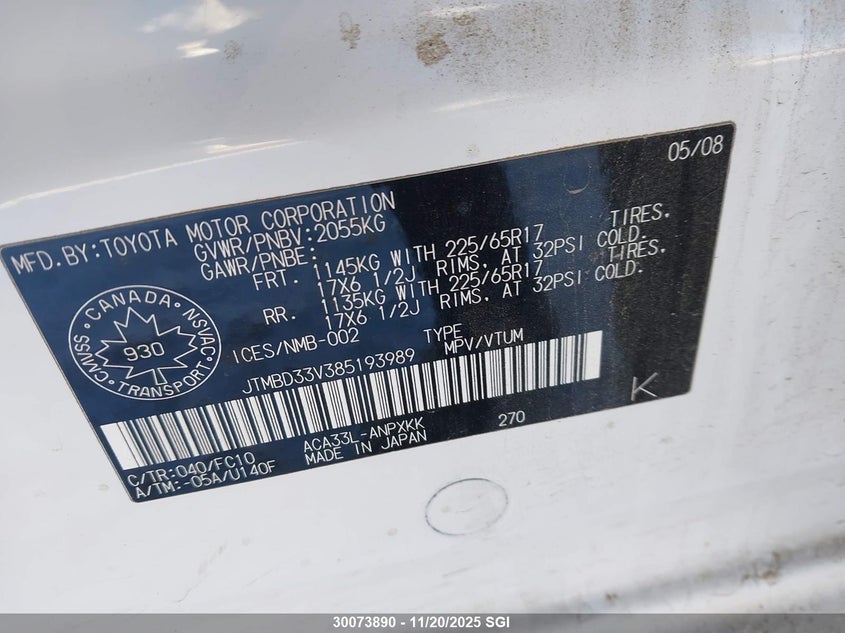 05/08
MFD.BY:TOYOTA MOTOR CORPORATION
GVWR/PNBV:2055KG
GAWR/PNBE:
FRT. 1145KG WITH 225/65R17 TIRES.
17X6 1/2J RIMS, AT 32PSI COLD.
RR. 1135KG WITH 225/65R17 TIRES.
17X6 1/2J RIMS, AT 32PSI COLD.
CANADA
NSVAC
TRANSPORT
CMVSS
930
ICES/NMB-002
TYPE
MPV/VTUM
JTMBD33V385193989
C/TR:040/FC10
A/TM:-05A/U140F
ACA33L-ANPXKK
MADE IN JAPAN
270
K
30073890 - 11/20/2025 SGI